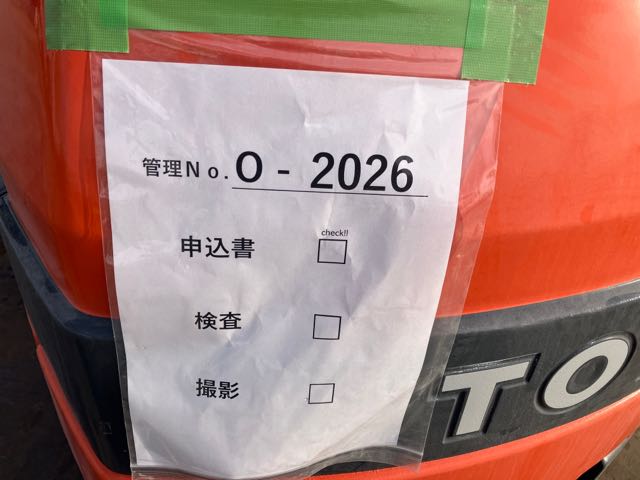 管理No.O - 2026
check!!
申込書
検査
撮影
TO